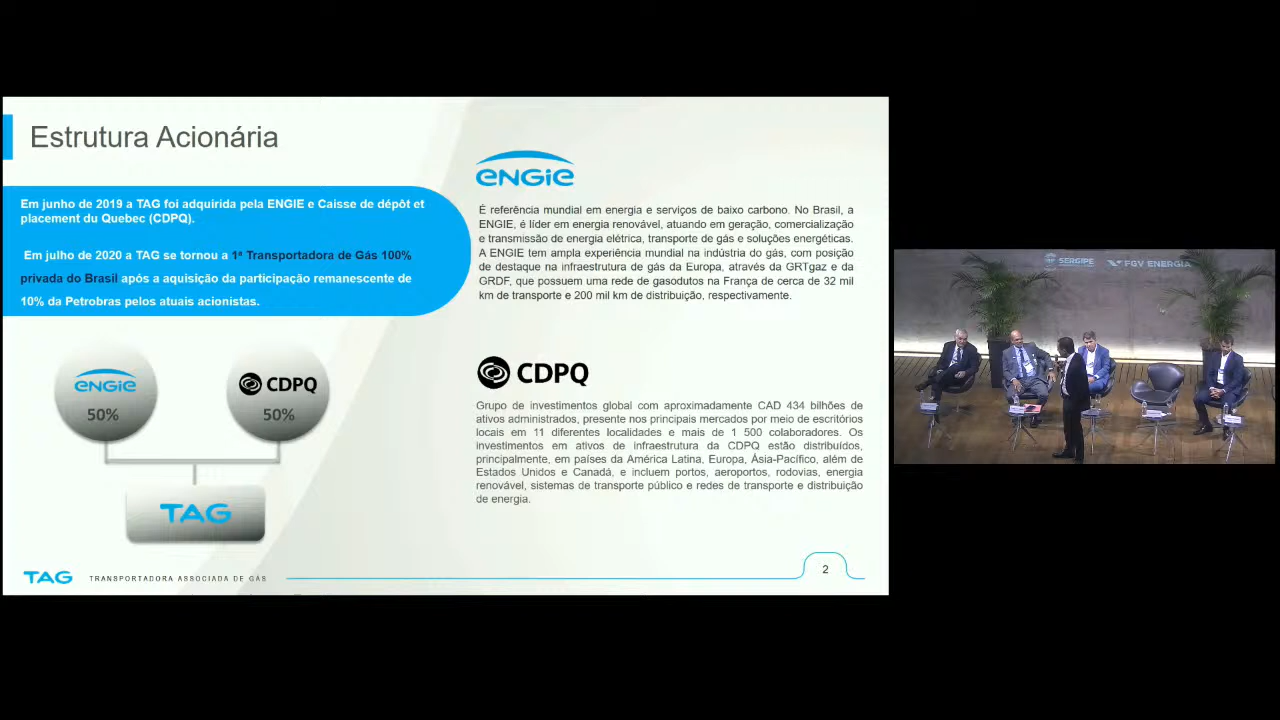 Estrutura Acionária
Em junho de 2019 a TAG foi adquirida pela ENGIE e Caisse de dépôt et
placement du Quebec (CDPQ).
Em julho de 2020 a TAG se tornou a 1ª Transportadora de Gás 100%
privada do Brasil após a aquisição da participação remanescente de
10% da Petrobras pelos atuais acionistas.
ENGIE
50%
CDPQ
50%
TAG
ENGIE
É referência mundial em energia e serviços de baixo carbono. No Brasil, a
ENGIE, é líder em energia renovável, atuando em geração, comercialização
e transmissão de energia elétrica, transporte de gás e soluções energéticas.
A ENGIE tem ampla experiência mundial na indústria do gás, com posição
de destaque na infraestrutura de gás da Europa, através da GRTgaz e da
GRDF, que possuem uma rede de gasodutos na França de cerca de 32 mil
km de transporte e 200 mil km de distribuição, respectivamente.
CDPQ
Grupo de investimentos global com aproximadamente CAD 434 bilhões de
ativos administrados, presente nos principais mercados por meio de escritórios
locais em 11 diferentes localidades e mais de 1 500 colaboradores. Os
investimentos em ativos de infraestrutura da CDPQ estão distribuídos,
principalmente, em países da América Latina, Europa, Ásia-Pacífico, além de
Estados Unidos e Canadá, e incluem portos, aeroportos, rodovias, energia
renovável, sistemas de transporte público e redes de transporte e distribuição
de energia.
TAG TRANSPORTADORA ASSOCIADA DE GÁS
2
SERGIPE FGV ENERGIA